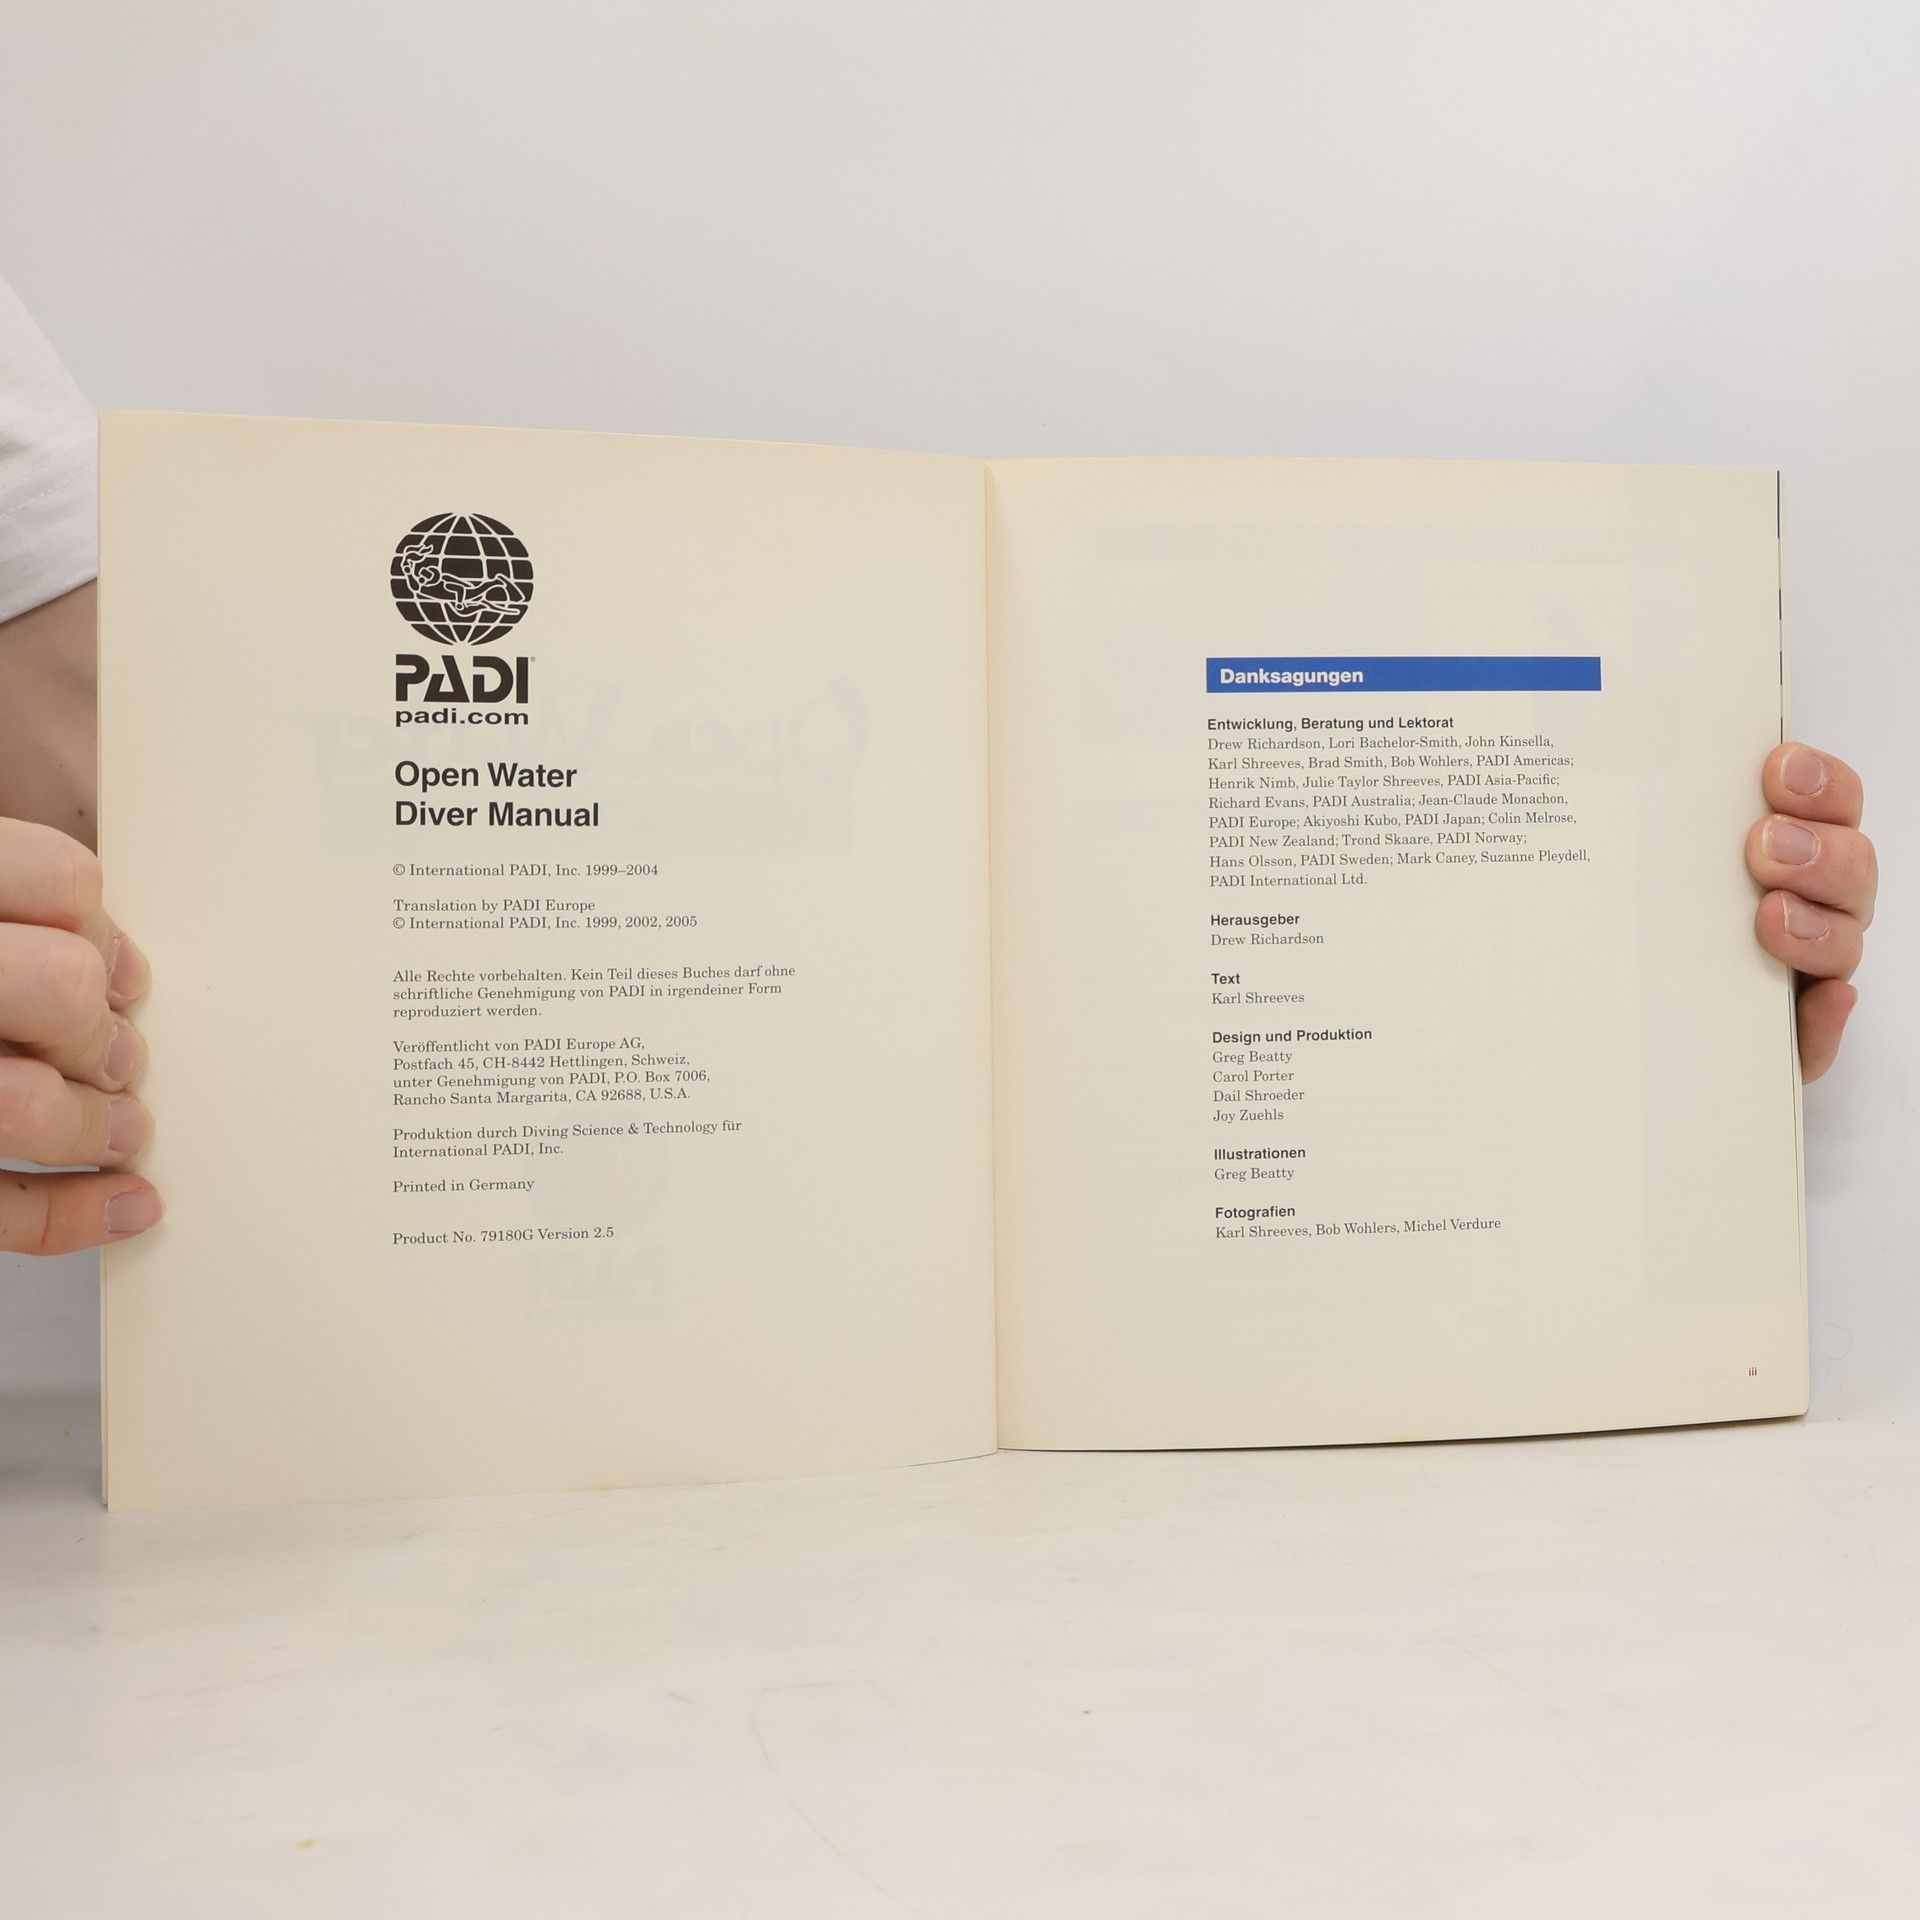 PADI®
padi.com
Open Water
Diver Manual
© International PADI, Inc. 1999–2004
Translation by PADI Europe
© International PADI, Inc. 1999, 2002, 2005
Alle Rechte vorbehalten. Kein Teil dieses Buches darf ohne
schriftliche Genehmigung von PADI in irgendeiner Form
reproduziert werden.
Veröffentlicht von PADI Europe AG,
Postfach 45, CH-8442 Hettlingen, Schweiz,
unter Genehmigung von PADI, P.O. Box 7006,
Rancho Santa Margarita, CA 92688, U.S.A.
Produktion durch Diving Science & Technology für
International PADI, Inc.
Printed in Germany
Product No. 79180G Version 2.5
Danksagungen
Entwicklung, Beratung und Lektorat
Drew Richardson, Lori Bachelor-Smith, John Kinsella,
Karl Shreeves, Brad Smith, Bob Wohlers, PADI Americas;
Henrik Nimb, Julie Taylor Shreeves, PADI Asia-Pacific;
Richard Evans, PADI Australia; Jean-Claude Monachon,
PADI Europe; Akiyoshi Kubo, PADI Japan; Colin Melrose,
PADI New Zealand; Trond Skaare, PADI Norway;
Hans Olsson, PADI Sweden; Mark Caney, Suzanne Pleydell,
PADI International Ltd.
Herausgeber
Drew Richardson
Text
Karl Shreeves
Design und Produktion
Greg Beatty
Carol Porter
Dail Shroeder
Joy Zuehls
Illustrationen
Greg Beatty
Fotografien
Karl Shreeves, Bob Wohlers, Michel Verdure
iii